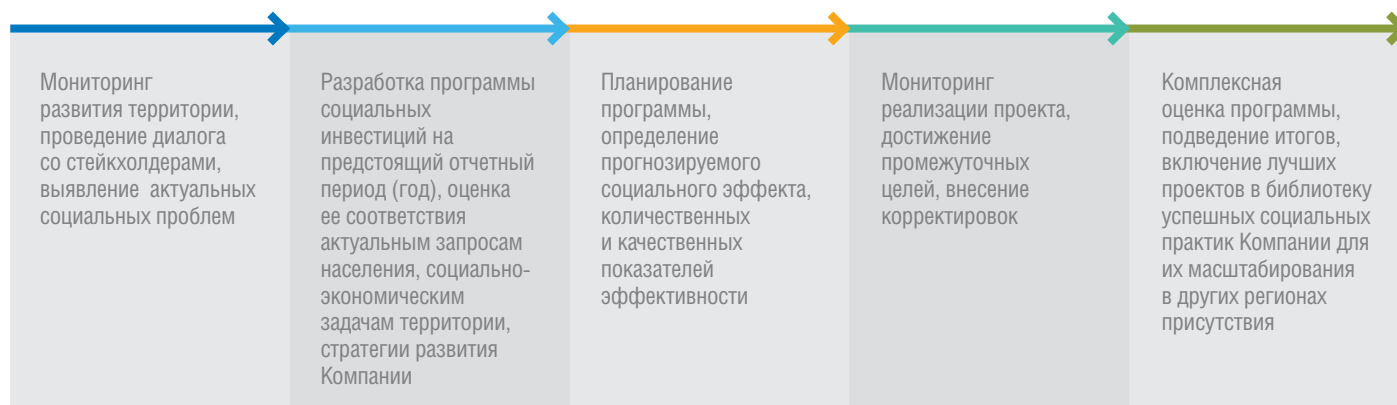 Мониторинг
развития территории,
проведение диалога
со стейкхолдерами,
выявление актуальных
социальных проблем
Разработка программы
социальных
инвестиций на
предстоящий отчетный
период (год), оценка
ее соответствия
актуальным запросам
населения, социально-
экономическим
задачам территории,
стратегии развития
Компании
Планирование
программы,
определение
прогнозируемого
социального эффекта,
количественных
и качественных
показателей
эффективности
Мониторинг
реализации проекта,
достижение
промежуточных
целей, внесение
корректировок
Комплексная
оценка программы,
подведение итогов,
включение лучших
проектов в библиотеку
успешных социальных
практик Компании для
их масштабирования
в других регионах
присутствия